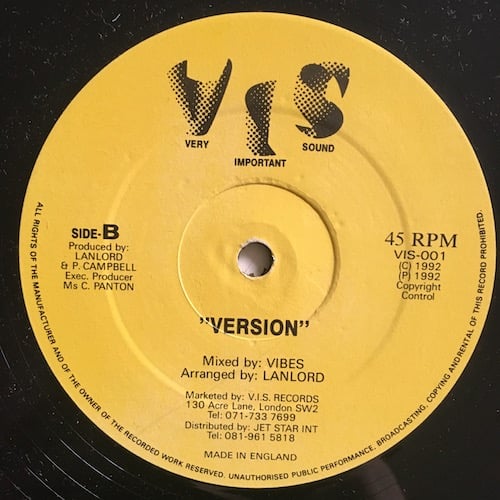 VIS
VERY IMPORTANT SOUND
SIDE-B
Produced by:
LANLORD
& P. CAMPBELL
Exec. Producer
Ms C. PANTON
45 RPM
VIS-001
(C) 1992
(P) 1992
Copyright
Control
"VERSION"
Mixed by: VIBES
Arranged by: LANLORD
Marketed by: V.I.S. RECORDS
130 Acre Lane, London SW2
Tel: 071-733 7699
Distributed by: JET STAR INT
Tel: 081-961 5818
MADE IN ENGLAND
ALL RIGHTS OF THE MANUFACTURER AND OF THE OWNER OF THE RECORDED WORK RESERVED. UNAUTHORISED PUBLIC PERFORMANCE, BROADCASTING, COPYING ANDRENTAL OF THIS RECORD PROHIBITED.